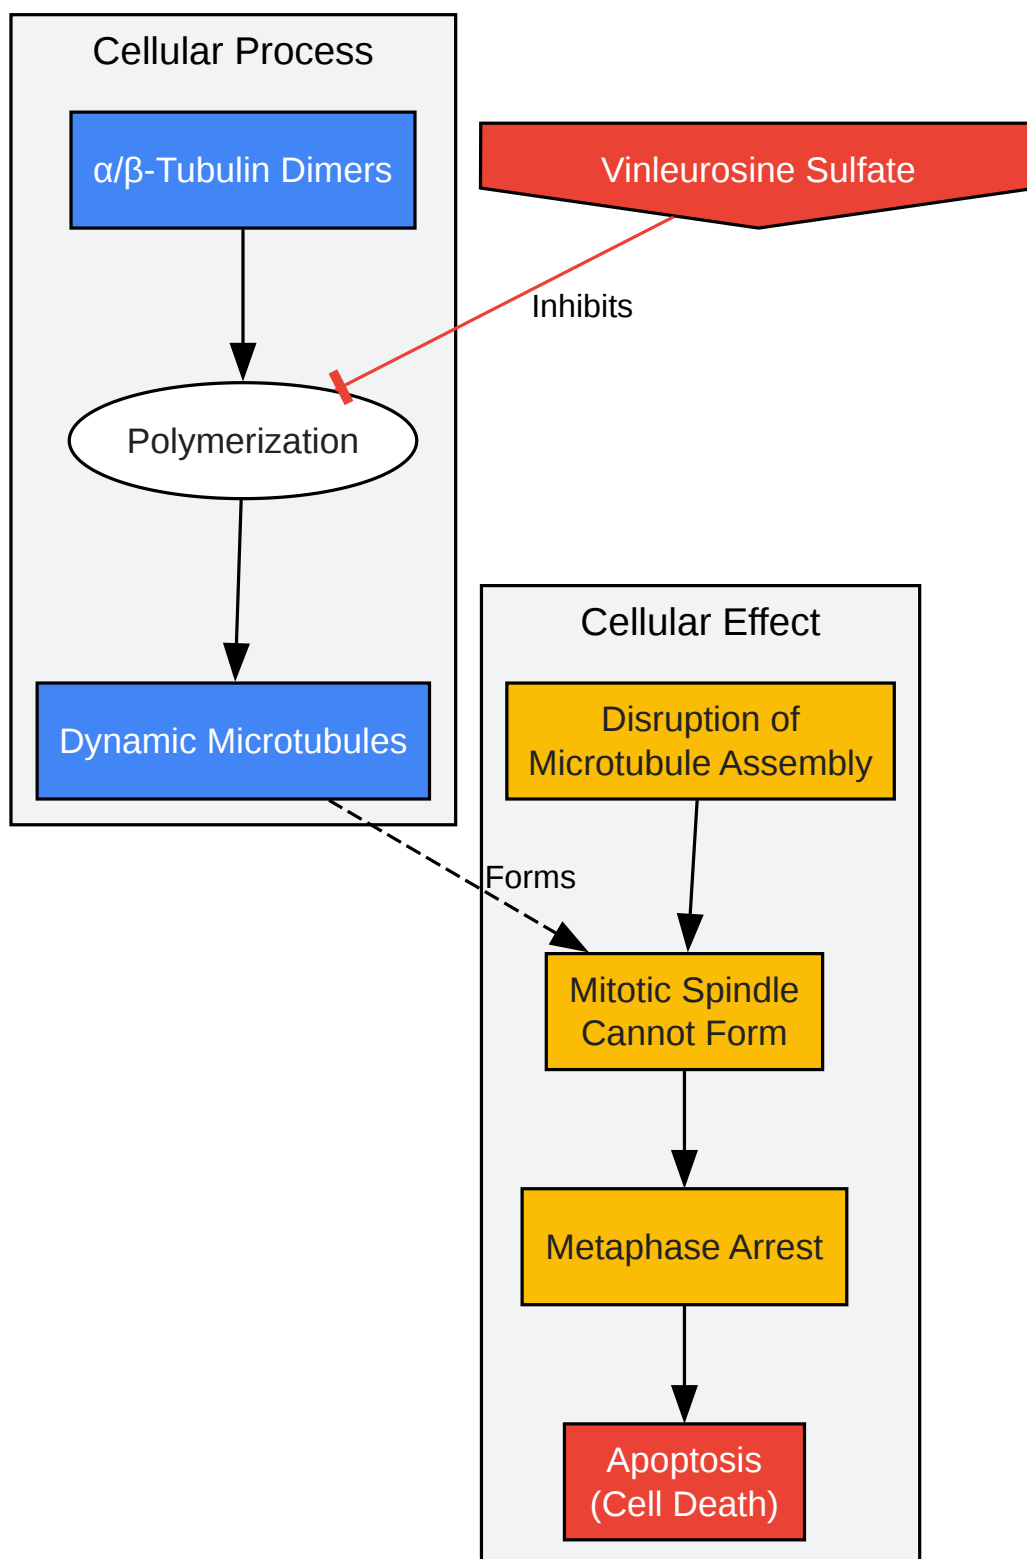 Cellular Process
α/β-Tubulin Dimers
Vinleurosine Sulfate
Inhibits
Polymerization
Dynamic Microtubules
Cellular Effect
Disruption of
Microtubule Assembly
Forms
Mitotic Spindle
Cannot Form
Metaphase Arrest
Apoptosis
(Cell Death)